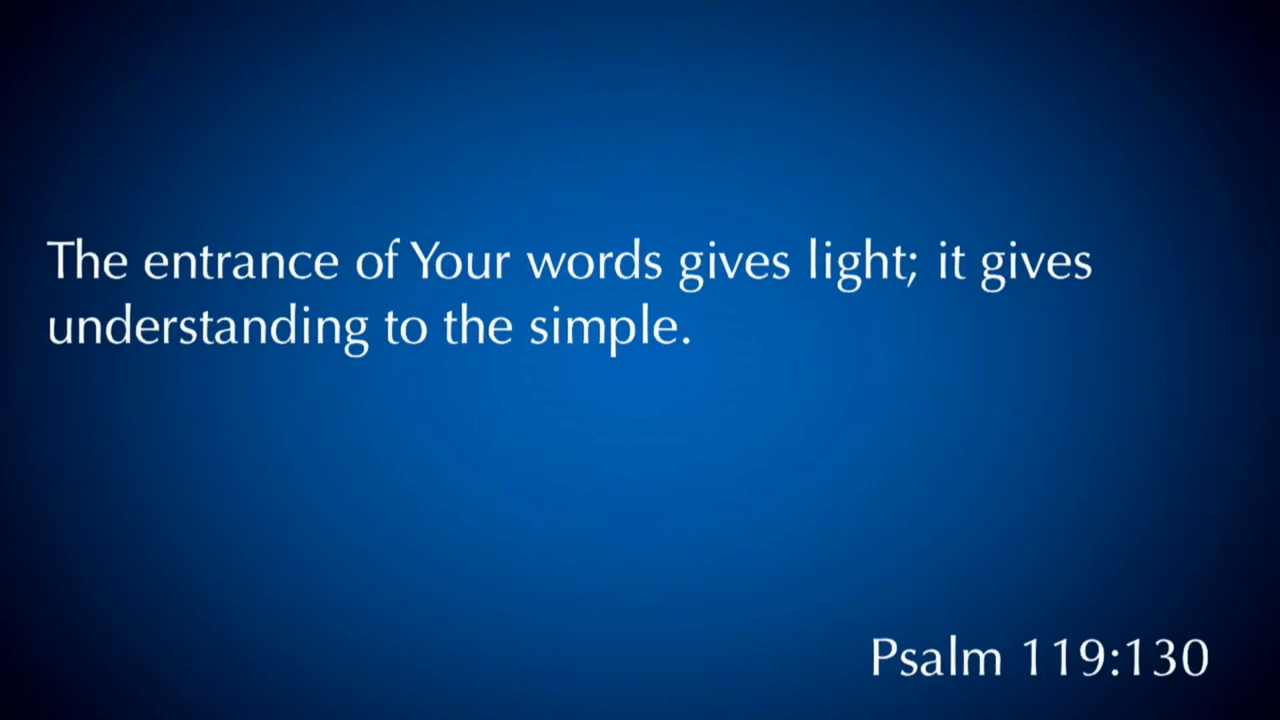 The entrance of Your words gives light; it gives
understanding to the simple.
Psalm 119:130